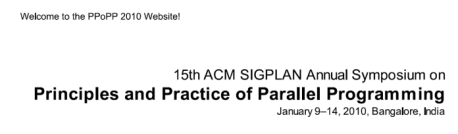 Welcome to the PPoPP 2010 Website!
15th ACM SIGPLAN Annual Symposium on
Principles and Practice of Parallel Programming
January 9–14, 2010, Bangalore, India